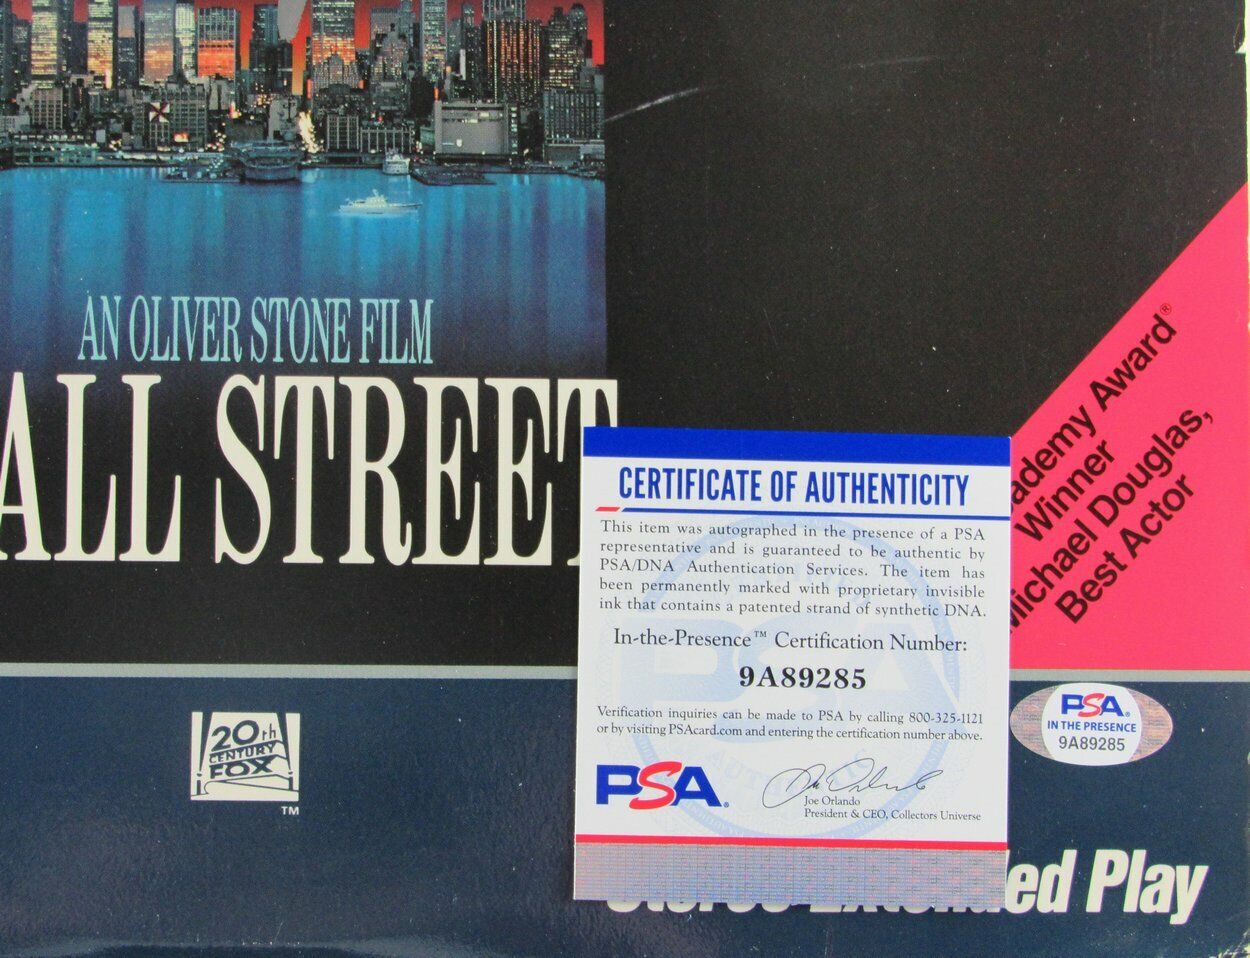 AN OLIVER STONE FILM
ALL STREET
ademy Award®
Winner
Michael Douglas,
Best Actor
CERTIFICATE OF AUTHENTICITY
This item was autographed in the presence of a PSA
representative and is guaranteed to be authentic by
PSA/DNA Authentication Services. The item has
been permanently marked with proprietary invisible
ink that contains a patented strand of synthetic DNA.
In-the-Presence™ Certification Number:
9A89285
Verification inquiries can be made to PSA by calling 800-325-1121
or by visiting PSAcard.com and entering the certification number above.
PSA®
Joe Orlando
President & CEO, Collectors Universe
PSA®
IN THE PRESENCE
9A89285
20th
CENTURY
FOX
TM
Stereo Extended Play